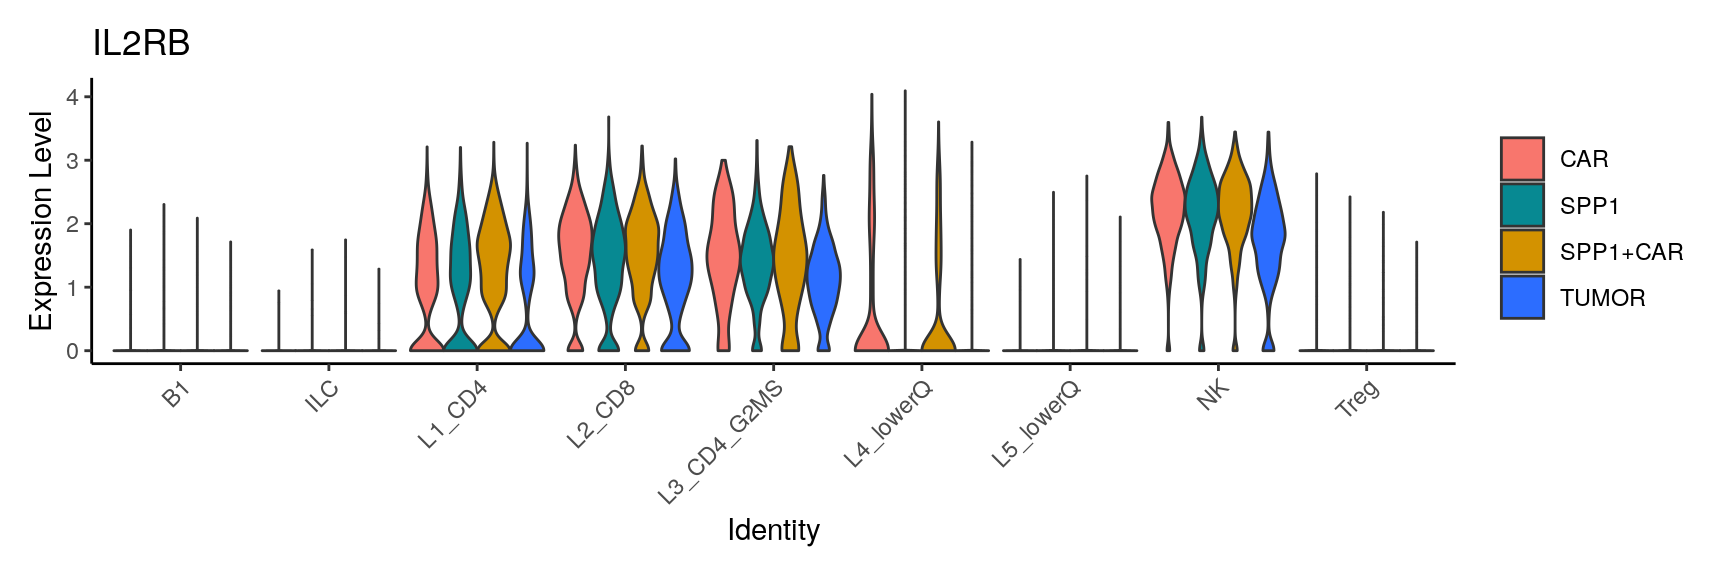 IL2RB
Expression Level
4
3
2
1
0
B1
ILC
L1_CD4
L2_CD8
L3_CD4_G2MS
L4_lowerQ
L5_lowerQ
NK
Treg
Identity
CAR
SPP1
SPP1+CAR
TUMOR